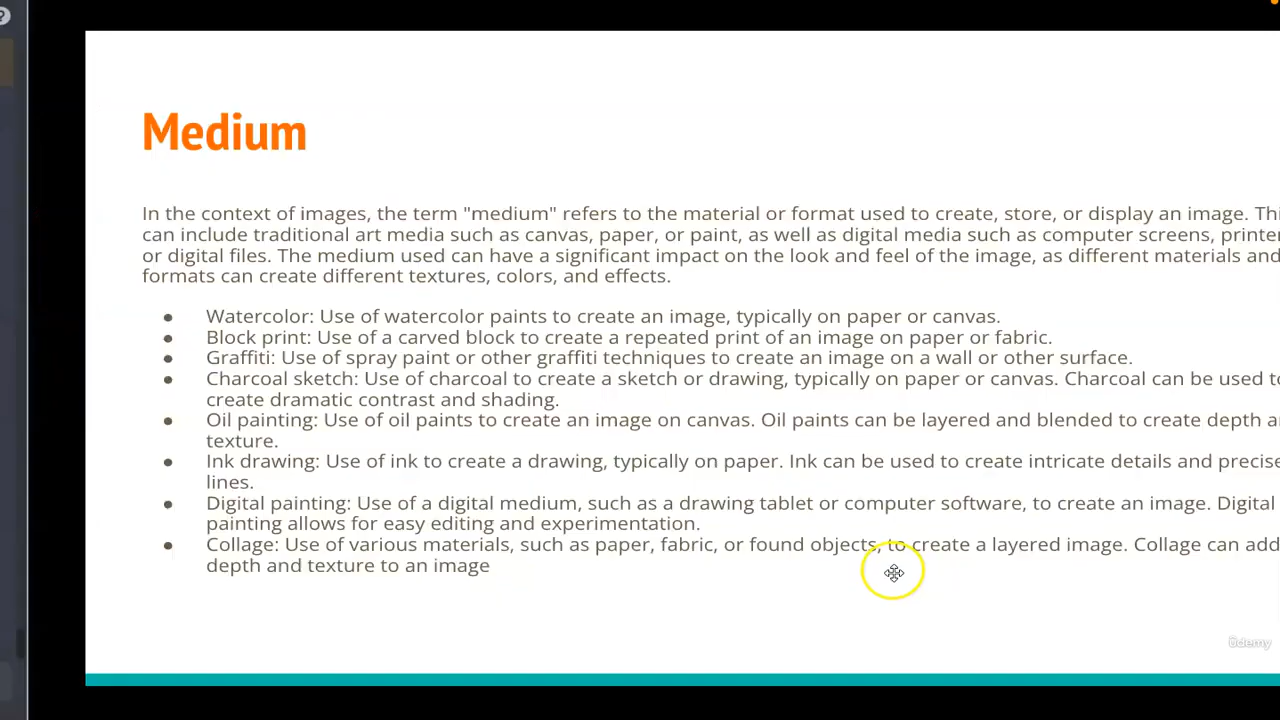 ?
Medium
In the context of images, the term "medium" refers to the material or format used to create, store, or display an image.
can include traditional art media such as canvas, paper, or paint, as well as digital media such as computer screens,
or digital files. The medium used can have a significant impact on the look and feel of the image, as different materials and
formats can create different textures, colors, and effects.
● Watercolor: Use of watercolor paints to create an image, typically on paper or canvas.
● Block print: Use of a carved block to create a repeated print of an image on paper or fabric.
● Graffiti: Use of spray paint or other graffiti techniques to create an image on a wall or other surface.
● Charcoal sketch: Use of charcoal to create a sketch or drawing, typically on paper or canvas. Charcoal can be used
create dramatic contrast and shading.
● Oil painting: Use of oil paints to create an image on canvas. Oil paints can be layered and blended to create depth
texture.
● Ink drawing: Use of ink to create a drawing, typically on paper. Ink can be used to create intricate details and precise
lines.
● Digital painting: Use of a digital medium, such as a drawing tablet or computer software, to create an image. Digital
painting allows for easy editing and experimentation.
● Collage: Use of various materials, such as paper, fabric, or found objects, to create a layered image. Collage can add
depth and texture to an image
ûdemy